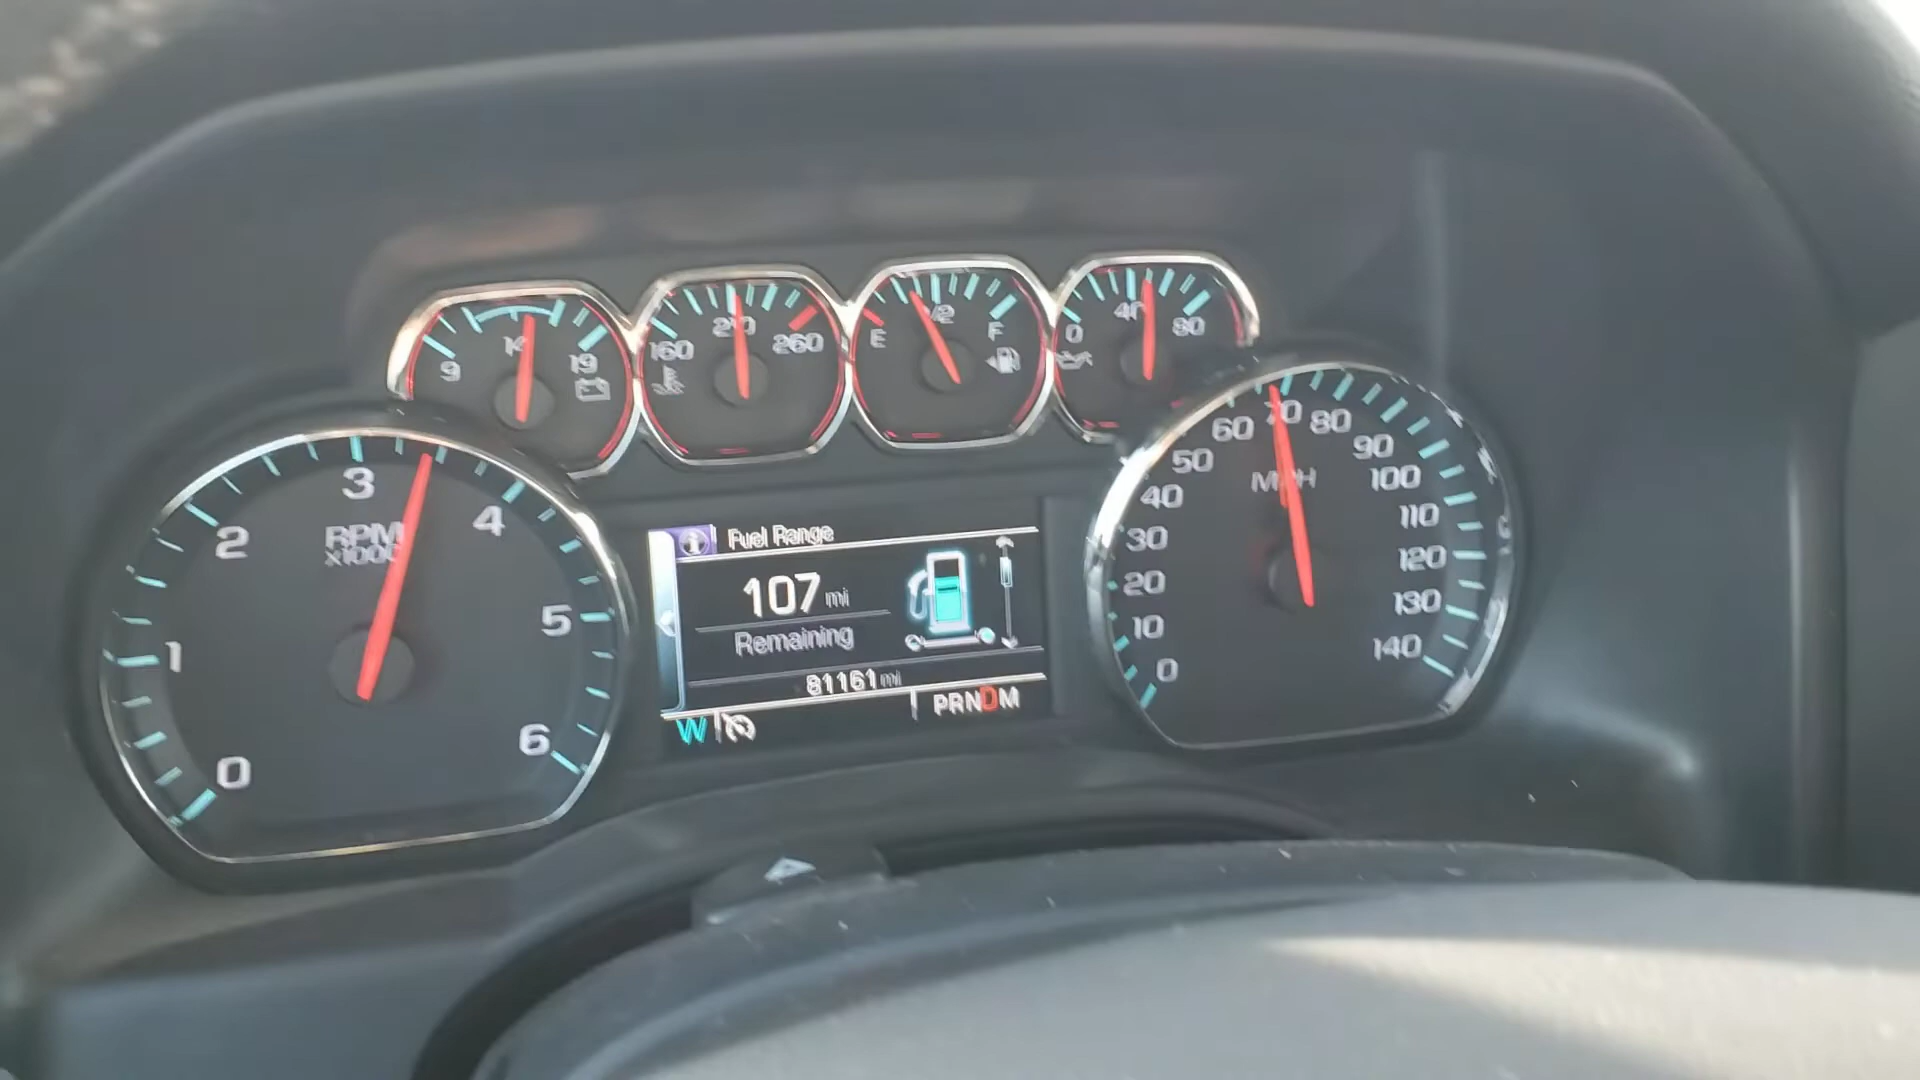 9 14 19
160 210 260
E 1/2 F
0 40 80
0 1 2 3 4 5 6
RPM
x1000
Fuel Range
107 mi
Remaining
81161 mi
W
PRNDM
0 10 20 30 40 50 60 70 80 90 100 110 120 130 140
MPH